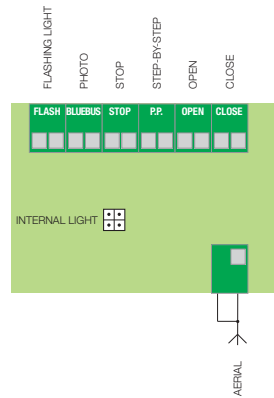 FLASHING LIGHT
PHOTO
STOP
STEP-BY-STEP
OPEN
CLOSE
FLASH
BLUEBUS
STOP
P.P.
OPEN
CLOSE
INTERNAL LIGHT
AERIAL